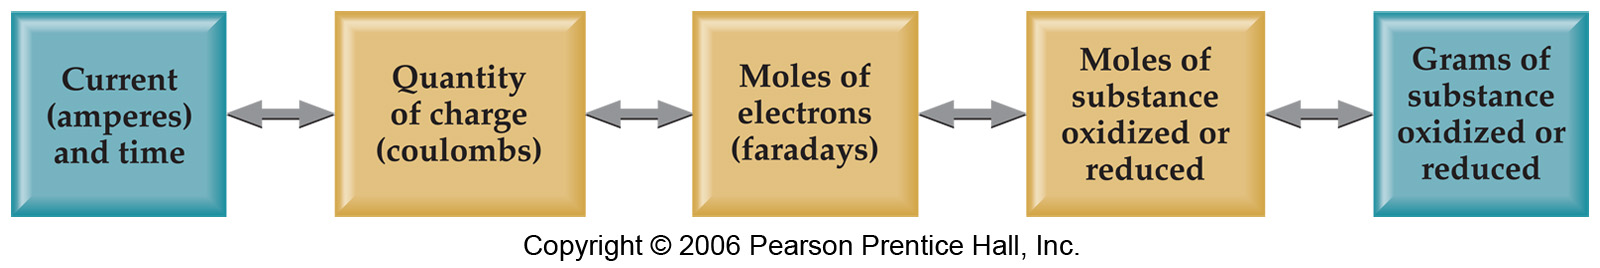 Current
(amperes)
and time
Quantity
of charge
(coulombs)
Moles of
electrons
(faradays)
Moles of
substance
oxidized or
reduced
Grams of
substance
oxidized or
reduced
Copyright © 2006 Pearson Prentice Hall, Inc.